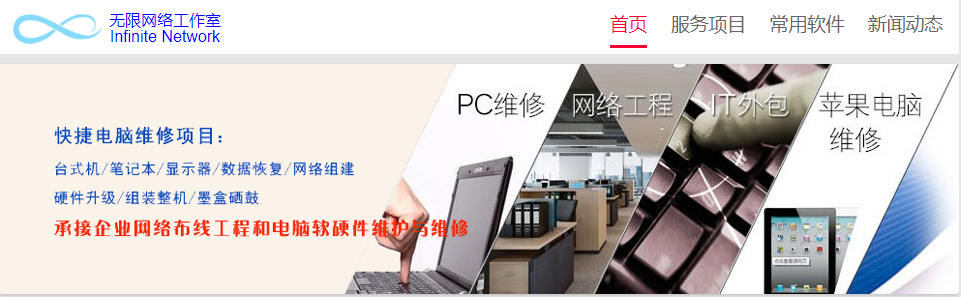 无限网络工作室
Infinite Network
首页 服务项目 常用软件 新闻动态
快捷电脑维修项目：
台式机/笔记本/显示器/数据恢复/网络组建
硬件升级/组装整机/墨盒硒鼓
承接企业网络布线工程和电脑软硬件维护与维修
PC维修
网络工程
IT外包
苹果电脑
维修